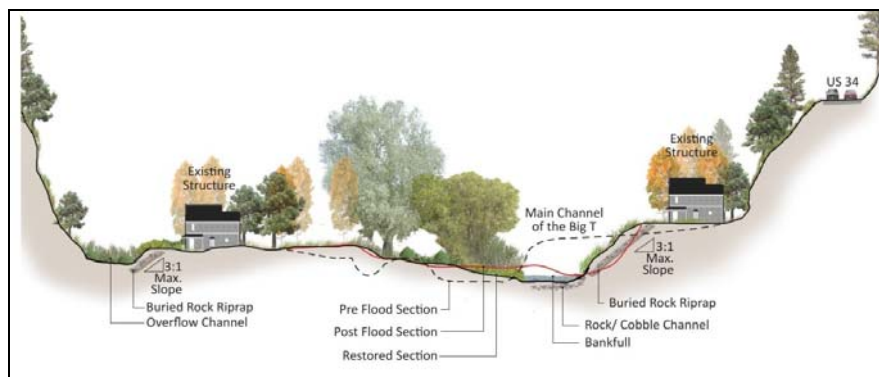 US 34
Existing
Structure
Existing
Structure
Main Channel
of the Big T
3:1
Max.
Slope
3:1
Max.
Slope
Buried Rock Riprap
Overflow Channel
Pre Flood Section
Post Flood Section
Restored Section
Buried Rock Riprap
Rock/ Cobble Channel
Bankfull